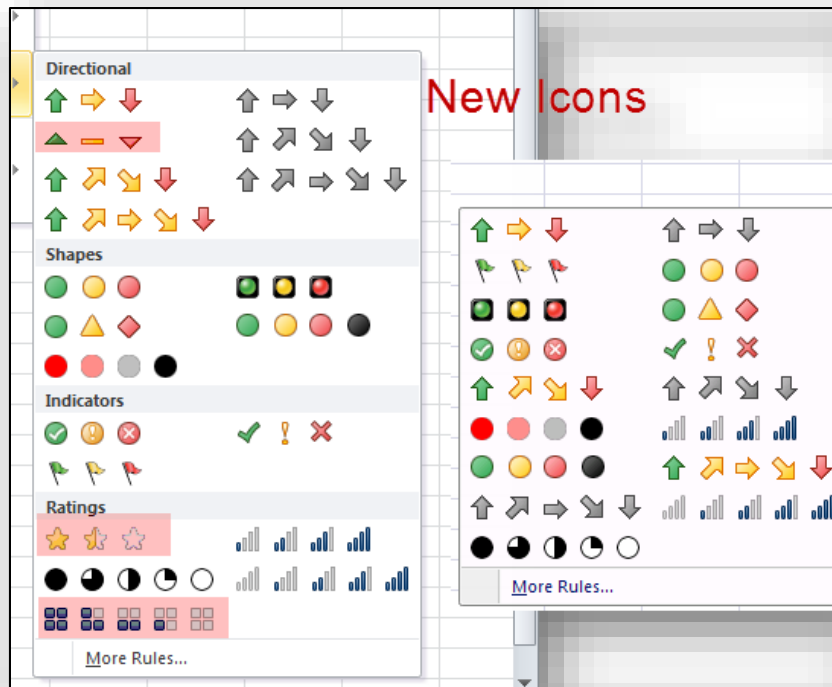 Directional
New Icons
Shapes
Indicators
Ratings
More Rules...
More Rules...